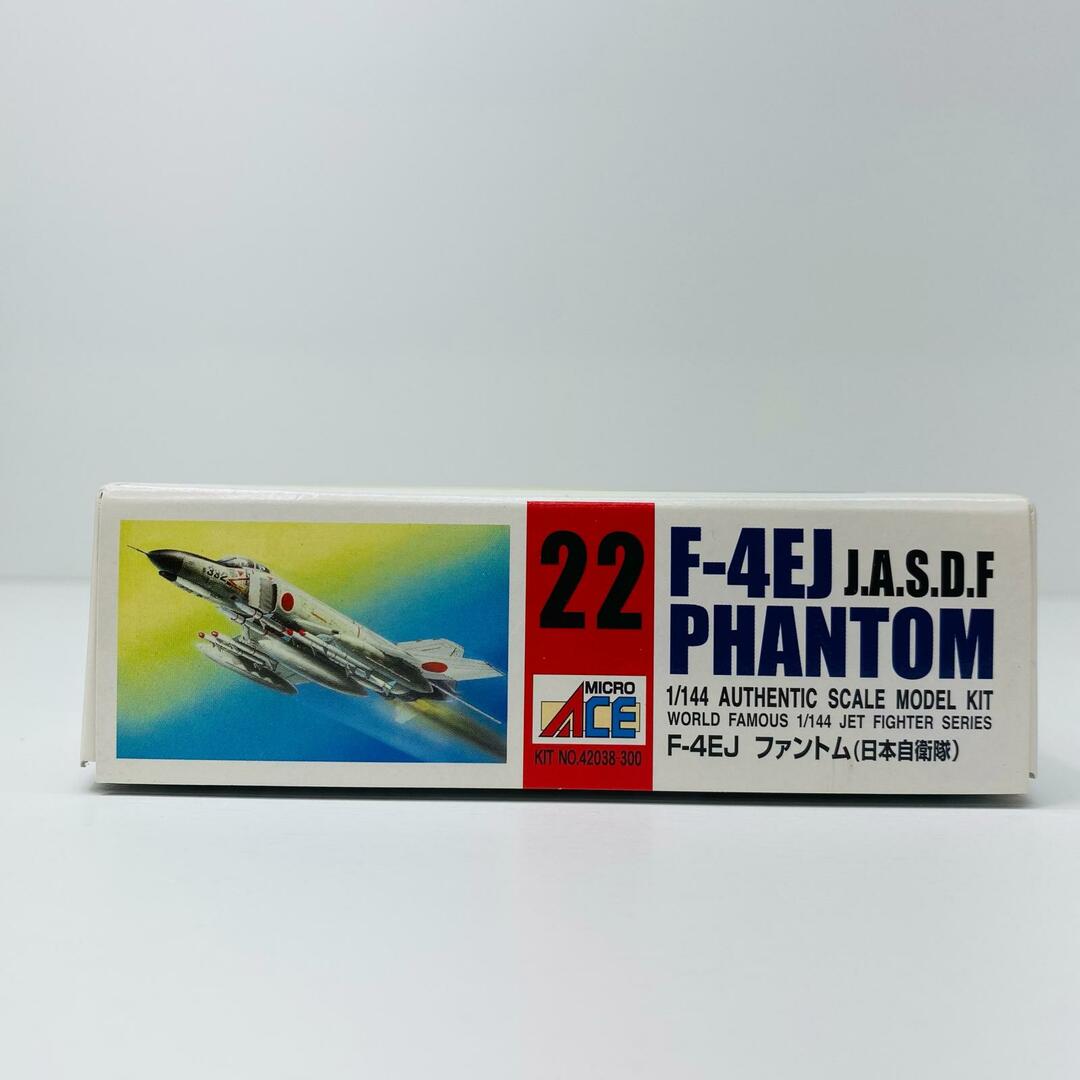 332
22
MICRO
ACE
KIT NO.42038-300
F-4EJ J.A.S.D.F
PHANTOM
1/144 AUTHENTIC SCALE MODEL KIT
WORLD FAMOUS 1/144 JET FIGHTER SERIES
F-4EJ ファントム(日本自衛隊)